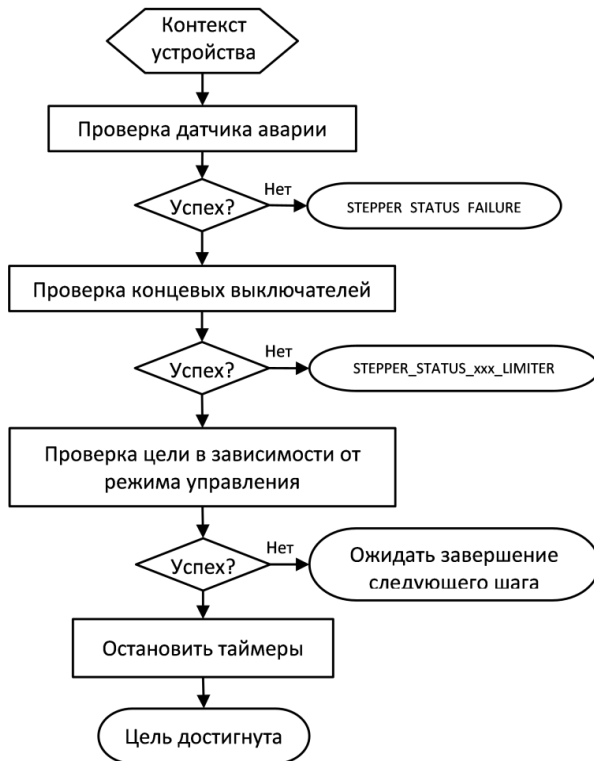 Контекст
устройства
Проверка датчика аварии
Успех?
Нет
STEPPER STATUS FAILURE
Проверка концевых выключателей
Успех?
Нет
STEPPER_STATUS_xxx_LIMITER
Проверка цели в зависимости от
режима управления
Успех?
Нет
Ожидать завершение
следующего шага
Остановить таймеры
Цель достигнута